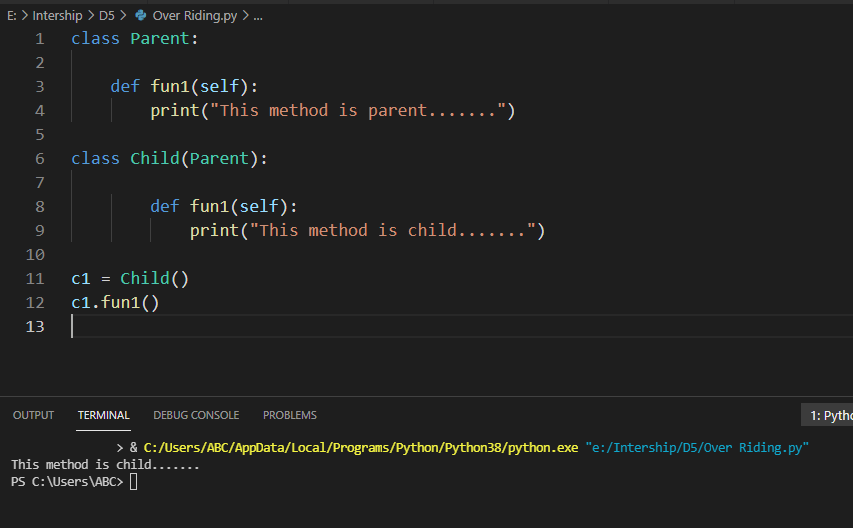 E: > Intership > D5 > Over Riding.py > ...
1 class Parent:
2
3     def fun1(self):
4         print("This method is parent.......")
5
6 class Child(Parent):
7
8         def fun1(self):
9             print("This method is child.......")
10
11 c1 = Child()
12 c1.fun1()
13
OUTPUT TERMINAL DEBUG CONSOLE PROBLEMS 1: Pytho
> & C:/Users/ABC/AppData/Local/Programs/Python/Python38/python.exe "e:/Intership/D5/Over Riding.py"
This method is child.......
PS C:\Users\ABC>